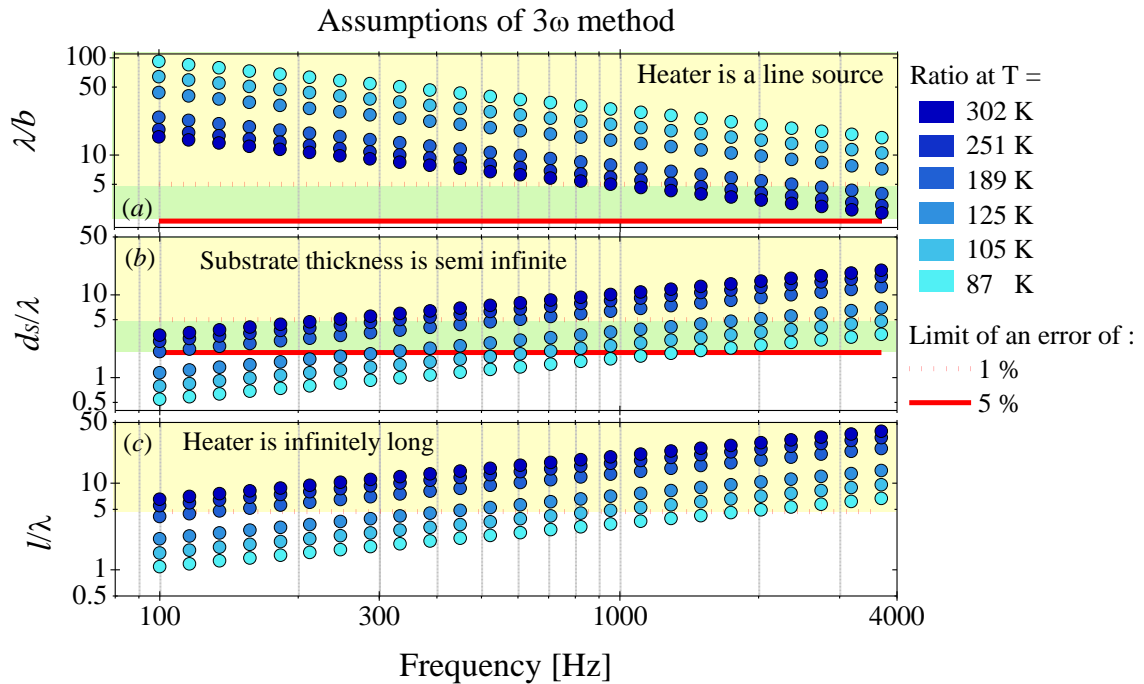 Assumptions of 3ω method
100
50
10
5
λ/b
Heater is a line source
(a)
50
10
5
1
0.5
ds/λ
(b)
Substrate thickness is semi infinite
50
10
5
1
0.5
l/λ
(c)
Heater is infinitely long
100
300
1000
4000
Frequency [Hz]
Ratio at T =
302 K
251 K
189 K
125 K
105 K
87 K
Limit of an error of :
1 %
5 %